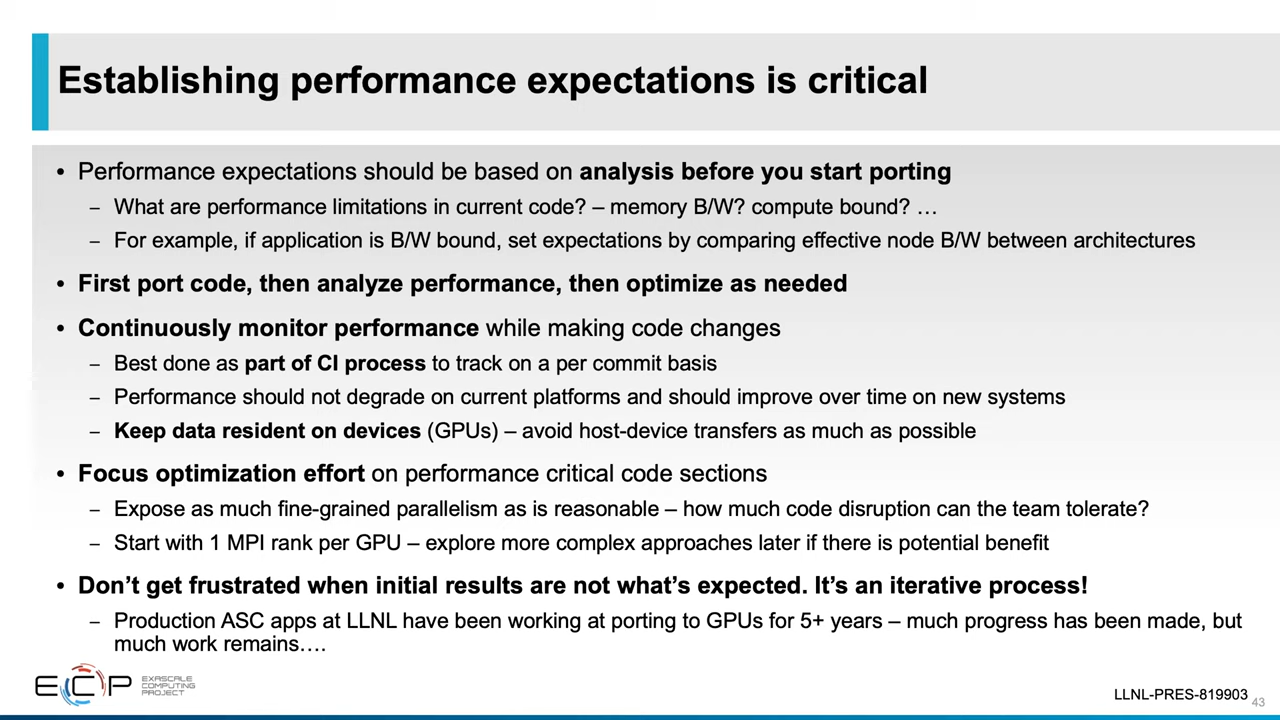 Establishing performance expectations is critical
• Performance expectations should be based on analysis before you start porting
– What are performance limitations in current code? – memory B/W? compute bound? …
– For example, if application is B/W bound, set expectations by comparing effective node B/W between architectures
• First port code, then analyze performance, then optimize as needed
• Continuously monitor performance while making code changes
– Best done as part of CI process to track on a per commit basis
– Performance should not degrade on current platforms and should improve over time on new systems
– Keep data resident on devices (GPUs) – avoid host-device transfers as much as possible
• Focus optimization effort on performance critical code sections
– Expose as much fine-grained parallelism as is reasonable – how much code disruption can the team tolerate?
– Start with 1 MPI rank per GPU – explore more complex approaches later if there is potential benefit
• Don’t get frustrated when initial results are not what’s expected. It’s an iterative process!
– Production ASC apps at LLNL have been working at porting to GPUs for 5+ years – much progress has been made, but
much work remains….
ECP
EXASCALE
COMPUTING
PROJECT
LLNL-PRES-819903
43